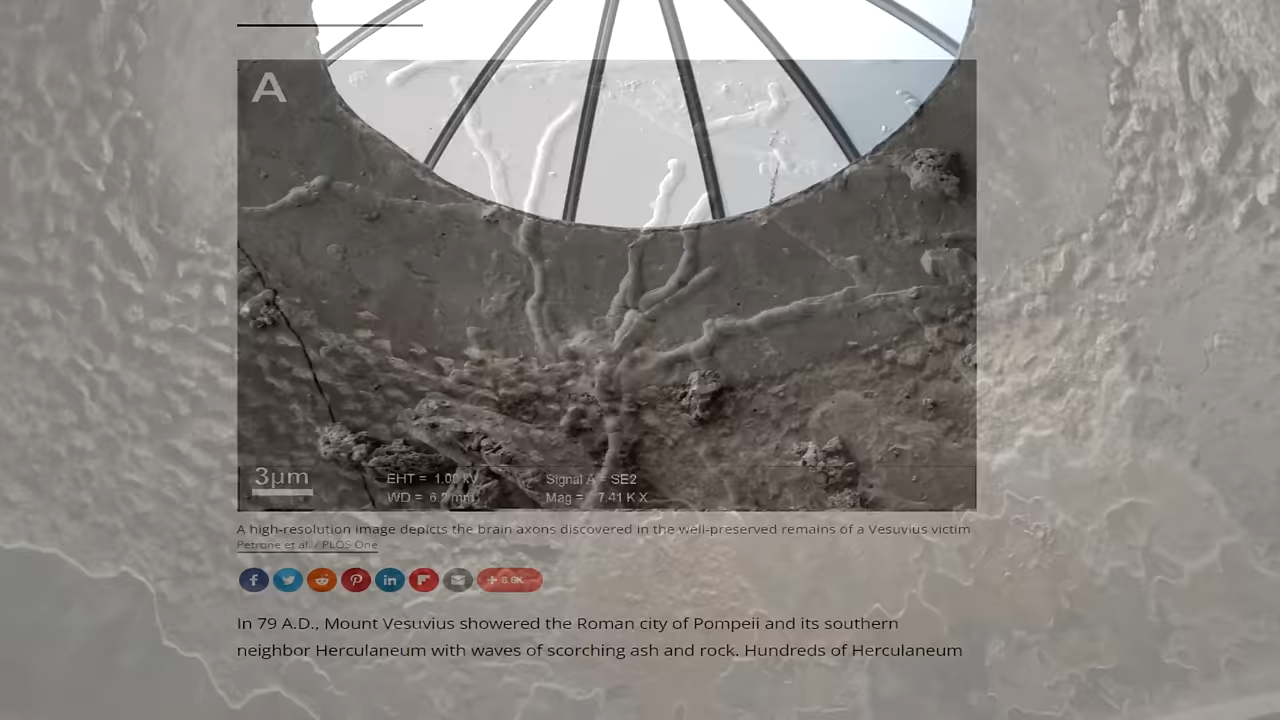 A
3μm
EHT = 1.00 kV
WD = 6.2 mm
Signal A = SE2
Mag = 7.41 K X
A high-resolution image depicts the brain axons discovered in the well-preserved remains of a Vesuvius victim
Petrone et al. / PLOS One
+ 6.6K
In 79 A.D., Mount Vesuvius showered the Roman city of Pompeii and its southern
neighbor Herculaneum with waves of scorching ash and rock. Hundreds of Herculaneum